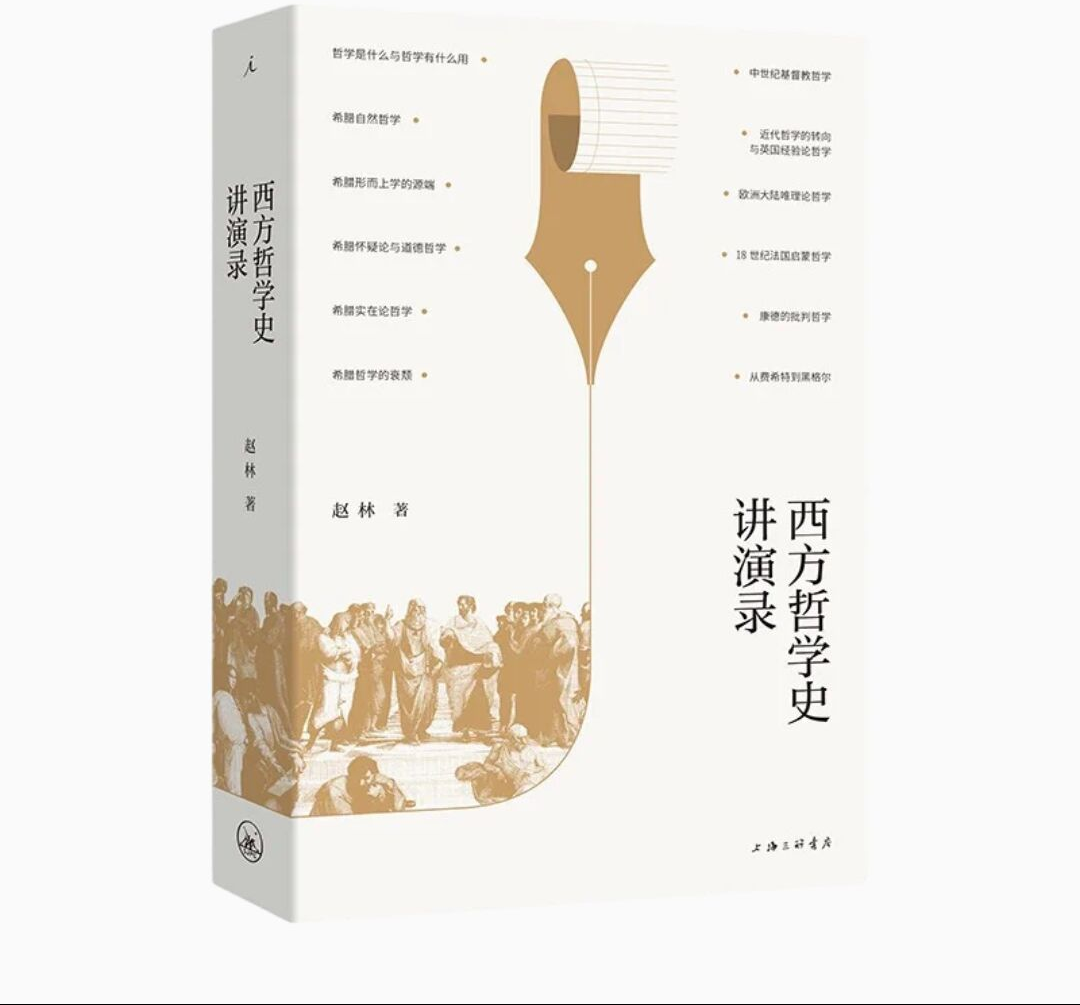 i
西方哲学史
讲演录
赵林 著
哲学是什么与哲学有什么用
希腊自然哲学
希腊形而上学的源端
希腊怀疑论与道德哲学
希腊实在论哲学
希腊哲学的衰颓
中世纪基督教哲学
近代哲学的转向
与英国经验论哲学
欧洲大陆唯理论哲学
18 世纪法国启蒙哲学
康德的批判哲学
从费希特到黑格尔
赵林 著
西方哲学史
讲演录
上海三联书店